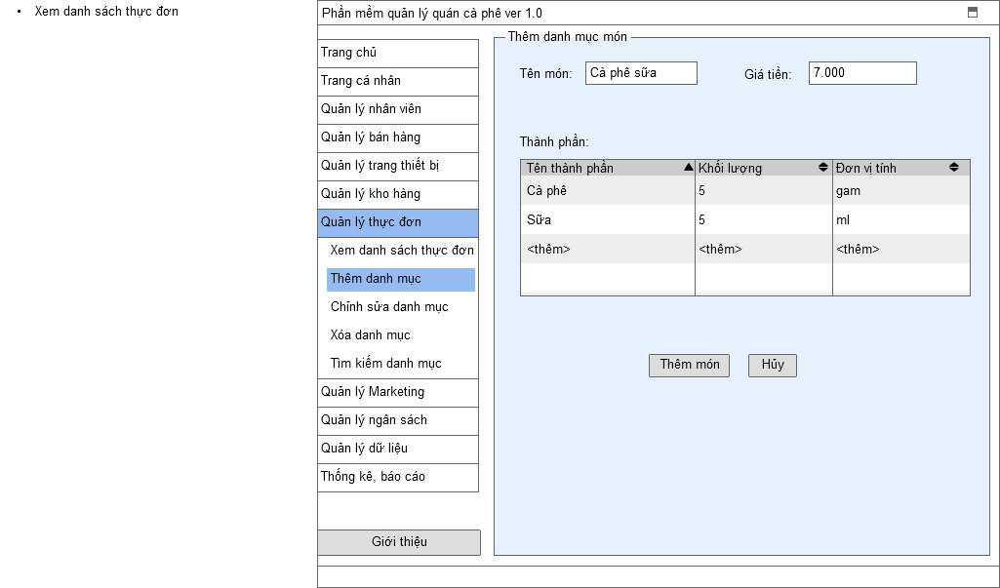 • Xem danh sách thực đơn
Phần mềm quản lý quán cà phê ver 1.0
Trang chủ
Trang cá nhân
Quản lý nhân viên
Quản lý bán hàng
Quản lý trang thiết bị
Quản lý kho hàng
Quản lý thực đơn
Xem danh sách thực đơn
Thêm danh mục
Chỉnh sửa danh mục
Xóa danh mục
Tìm kiếm danh mục
Quản lý Marketing
Quản lý ngân sách
Quản lý dữ liệu
Thống kê, báo cáo
Giới thiệu
Thêm danh mục món
Tên món: Cà phê sữa Giá tiền: 7.000
Thành phần:
Tên thành phần Khối lượng Đơn vị tính
Cà phê 5 gam
Sữa 5 ml
<thêm> <thêm> <thêm>
Thêm món Hủy